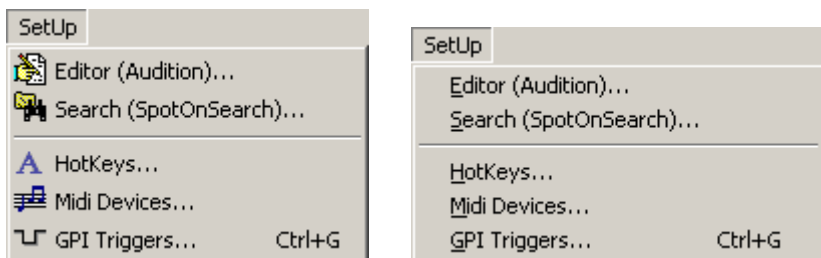 SetUp
Editor (Audition)...
Search (SpotOnSearch)...
HotKeys...
Midi Devices...
GPI Triggers... Ctrl+G
SetUp
Editor (Audition)...
Search (SpotOnSearch)...
HotKeys...
Midi Devices...
GPI Triggers... Ctrl+G